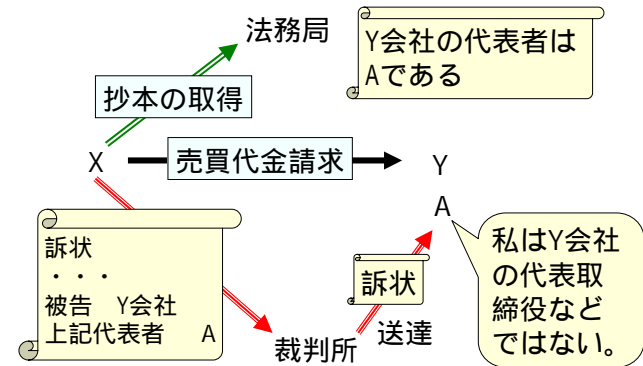 法務局
Y会社の代表者は
Aである
抄本の取得
X
売買代金請求
Y
A
訴状
・・・
被告　Y会社
上記代表者　　A
訴状
送達
裁判所
私はY会社
の代表取
締役など
ではない。